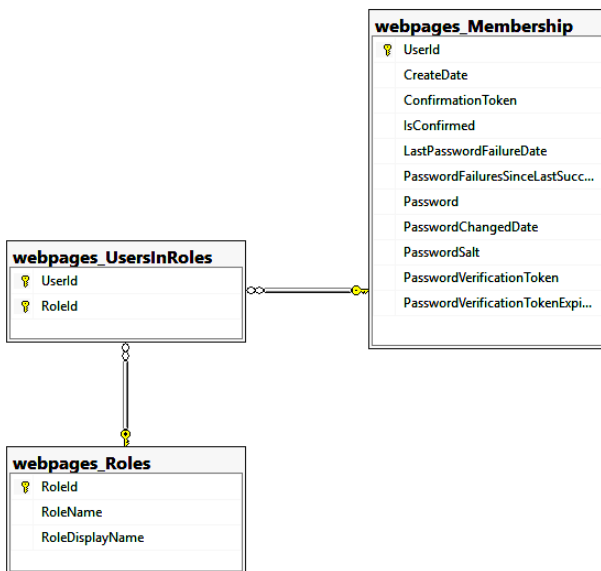 webpages_Membership
UserId
CreateDate
ConfirmationToken
IsConfirmed
LastPasswordFailureDate
PasswordFailuresSinceLastSucc...
Password
PasswordChangedDate
PasswordSalt
PasswordVerificationToken
PasswordVerificationTokenExpi...
webpages_UsersInRoles
UserId
RoleId
webpages_Roles
RoleId
RoleName
RoleDisplayName